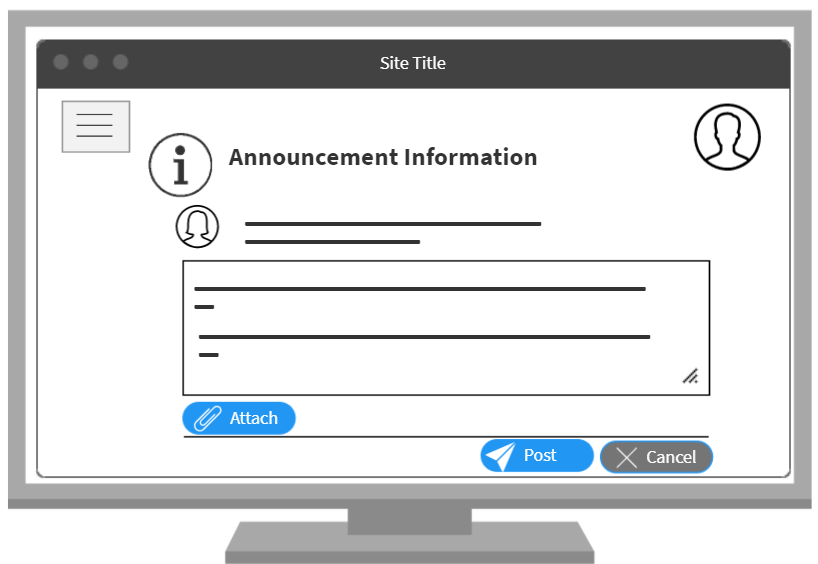 Site Title
Announcement Information
Attach
Post
Cancel